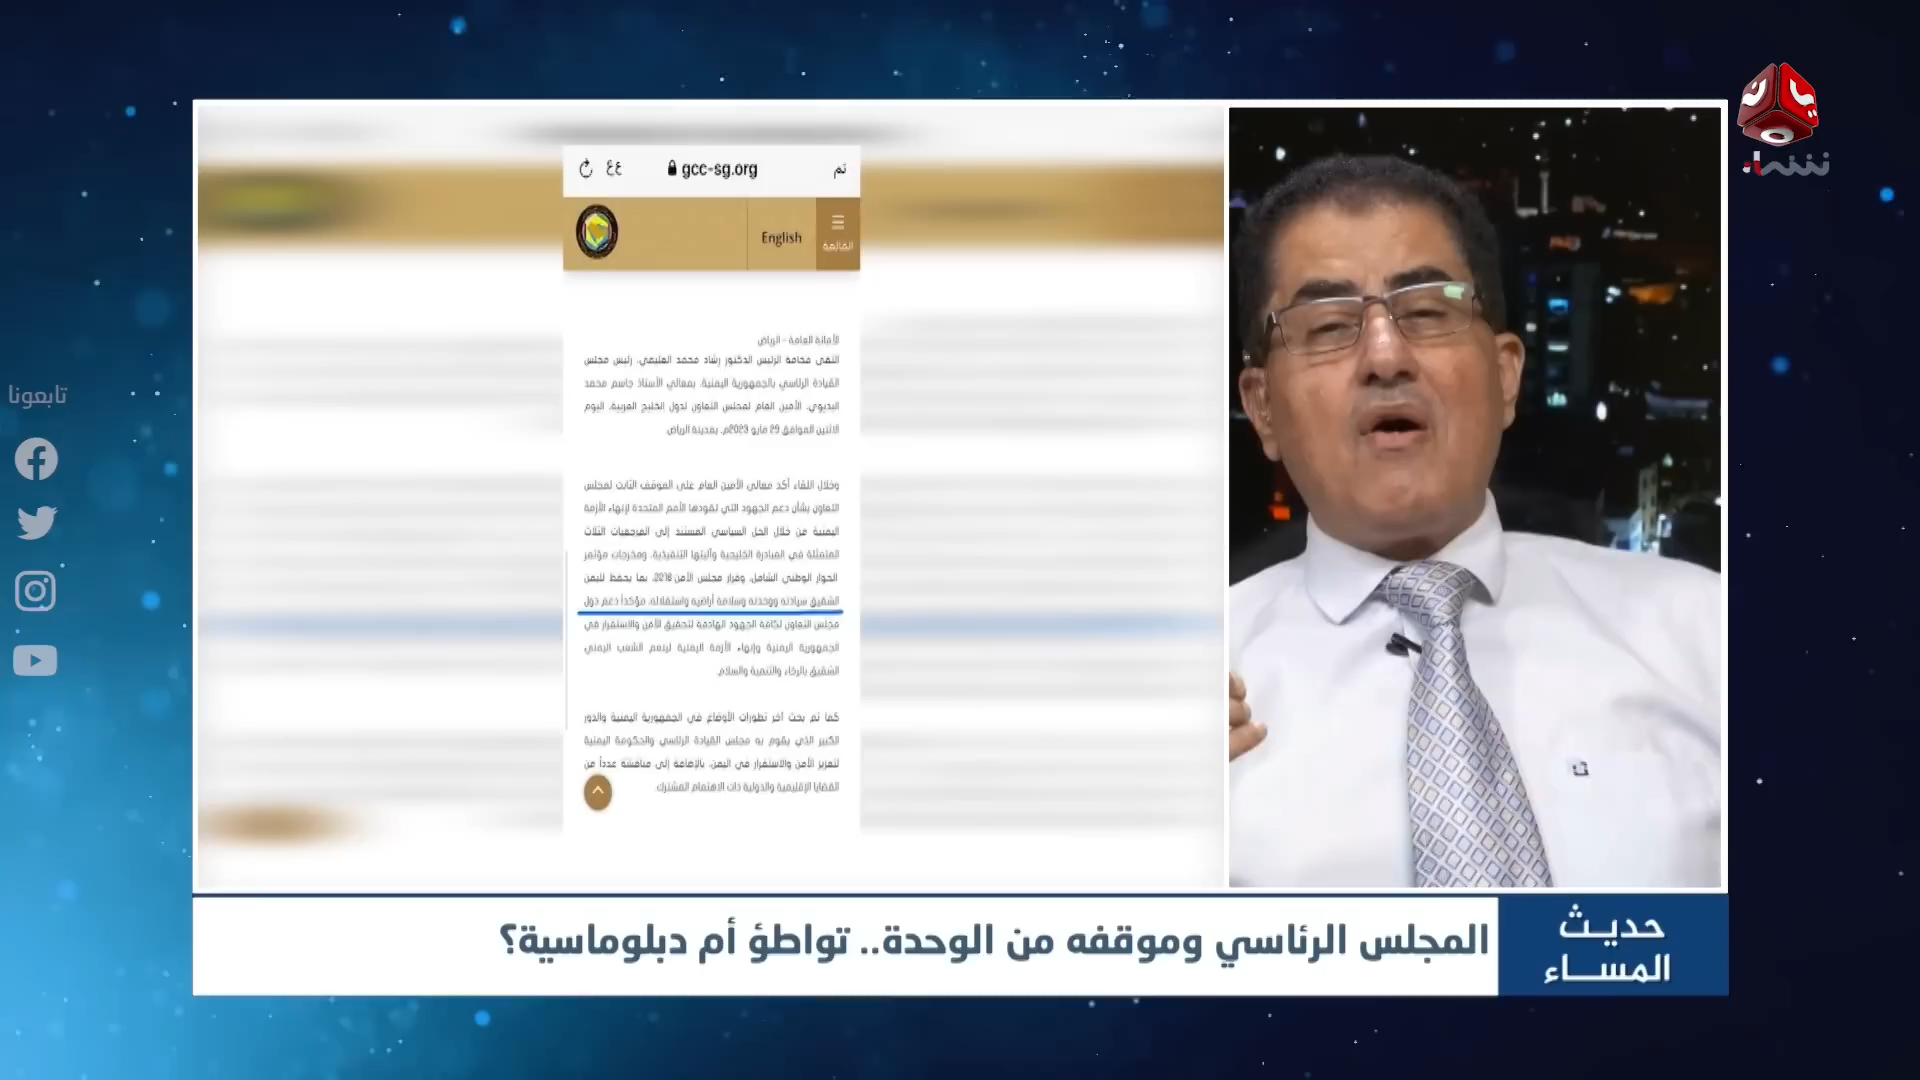 تم
gcc-sg.org
عع
القائمة
English
الأمانة العامة - الرياض
التقى فخامة الرئيس الدكتور رشاد محمد العليمي، رئيس مجلس
القيادة الرئاسي بالجمهورية اليمنية، بمعالي الأستاذ جاسم محمد
البديوي، الأمين العام لمجلس التعاون لدول الخليج العربية، اليوم
الاثنين الموافق 29 مايو 2023م، بمدينة الرياض.
وخلال اللقاء أكد معالي الأمين العام على الموقف الثابت لمجلس
التعاون بشأن دعم الجهود التي تقودها الأمم المتحدة لإنهاء الأزمة
اليمنية من خلال الحل السياسي المستند إلى المرجعيات الثلاث
المتمثلة في المبادرة الخليجية وآليتها التنفيذية، ومخرجات مؤتمر
الحوار الوطني الشامل، وقرار مجلس الأمن 2216، بما يحفظ لليمن
الشقيق سيادته ووحدته وسلامة أراضيه واستقلاله، مؤكداً دعم دول
مجلس التعاون لكافة الجهود الهادفة لتحقيق الأمن والاستقرار في
الجمهورية اليمنية وإنهاء الأزمة اليمنية لينعم الشعب اليمني
الشقيق بالرخاء والتنمية والسلام.
كما تم بحث آخر تطورات الأوضاع في الجمهورية اليمنية والدور
الكبير الذي يقوم به مجلس القيادة الرئاسي والحكومة اليمنية
لتعزيز الأمن والاستقرار في اليمن، بالإضافة إلى مناقشة عدداً من
القضايا الإقليمية والدولية ذات الاهتمام المشترك.
تابعونا
حديث
المساء
المجلس الرئاسي وموقفه من الوحدة.. تواطؤ أم دبلوماسية؟